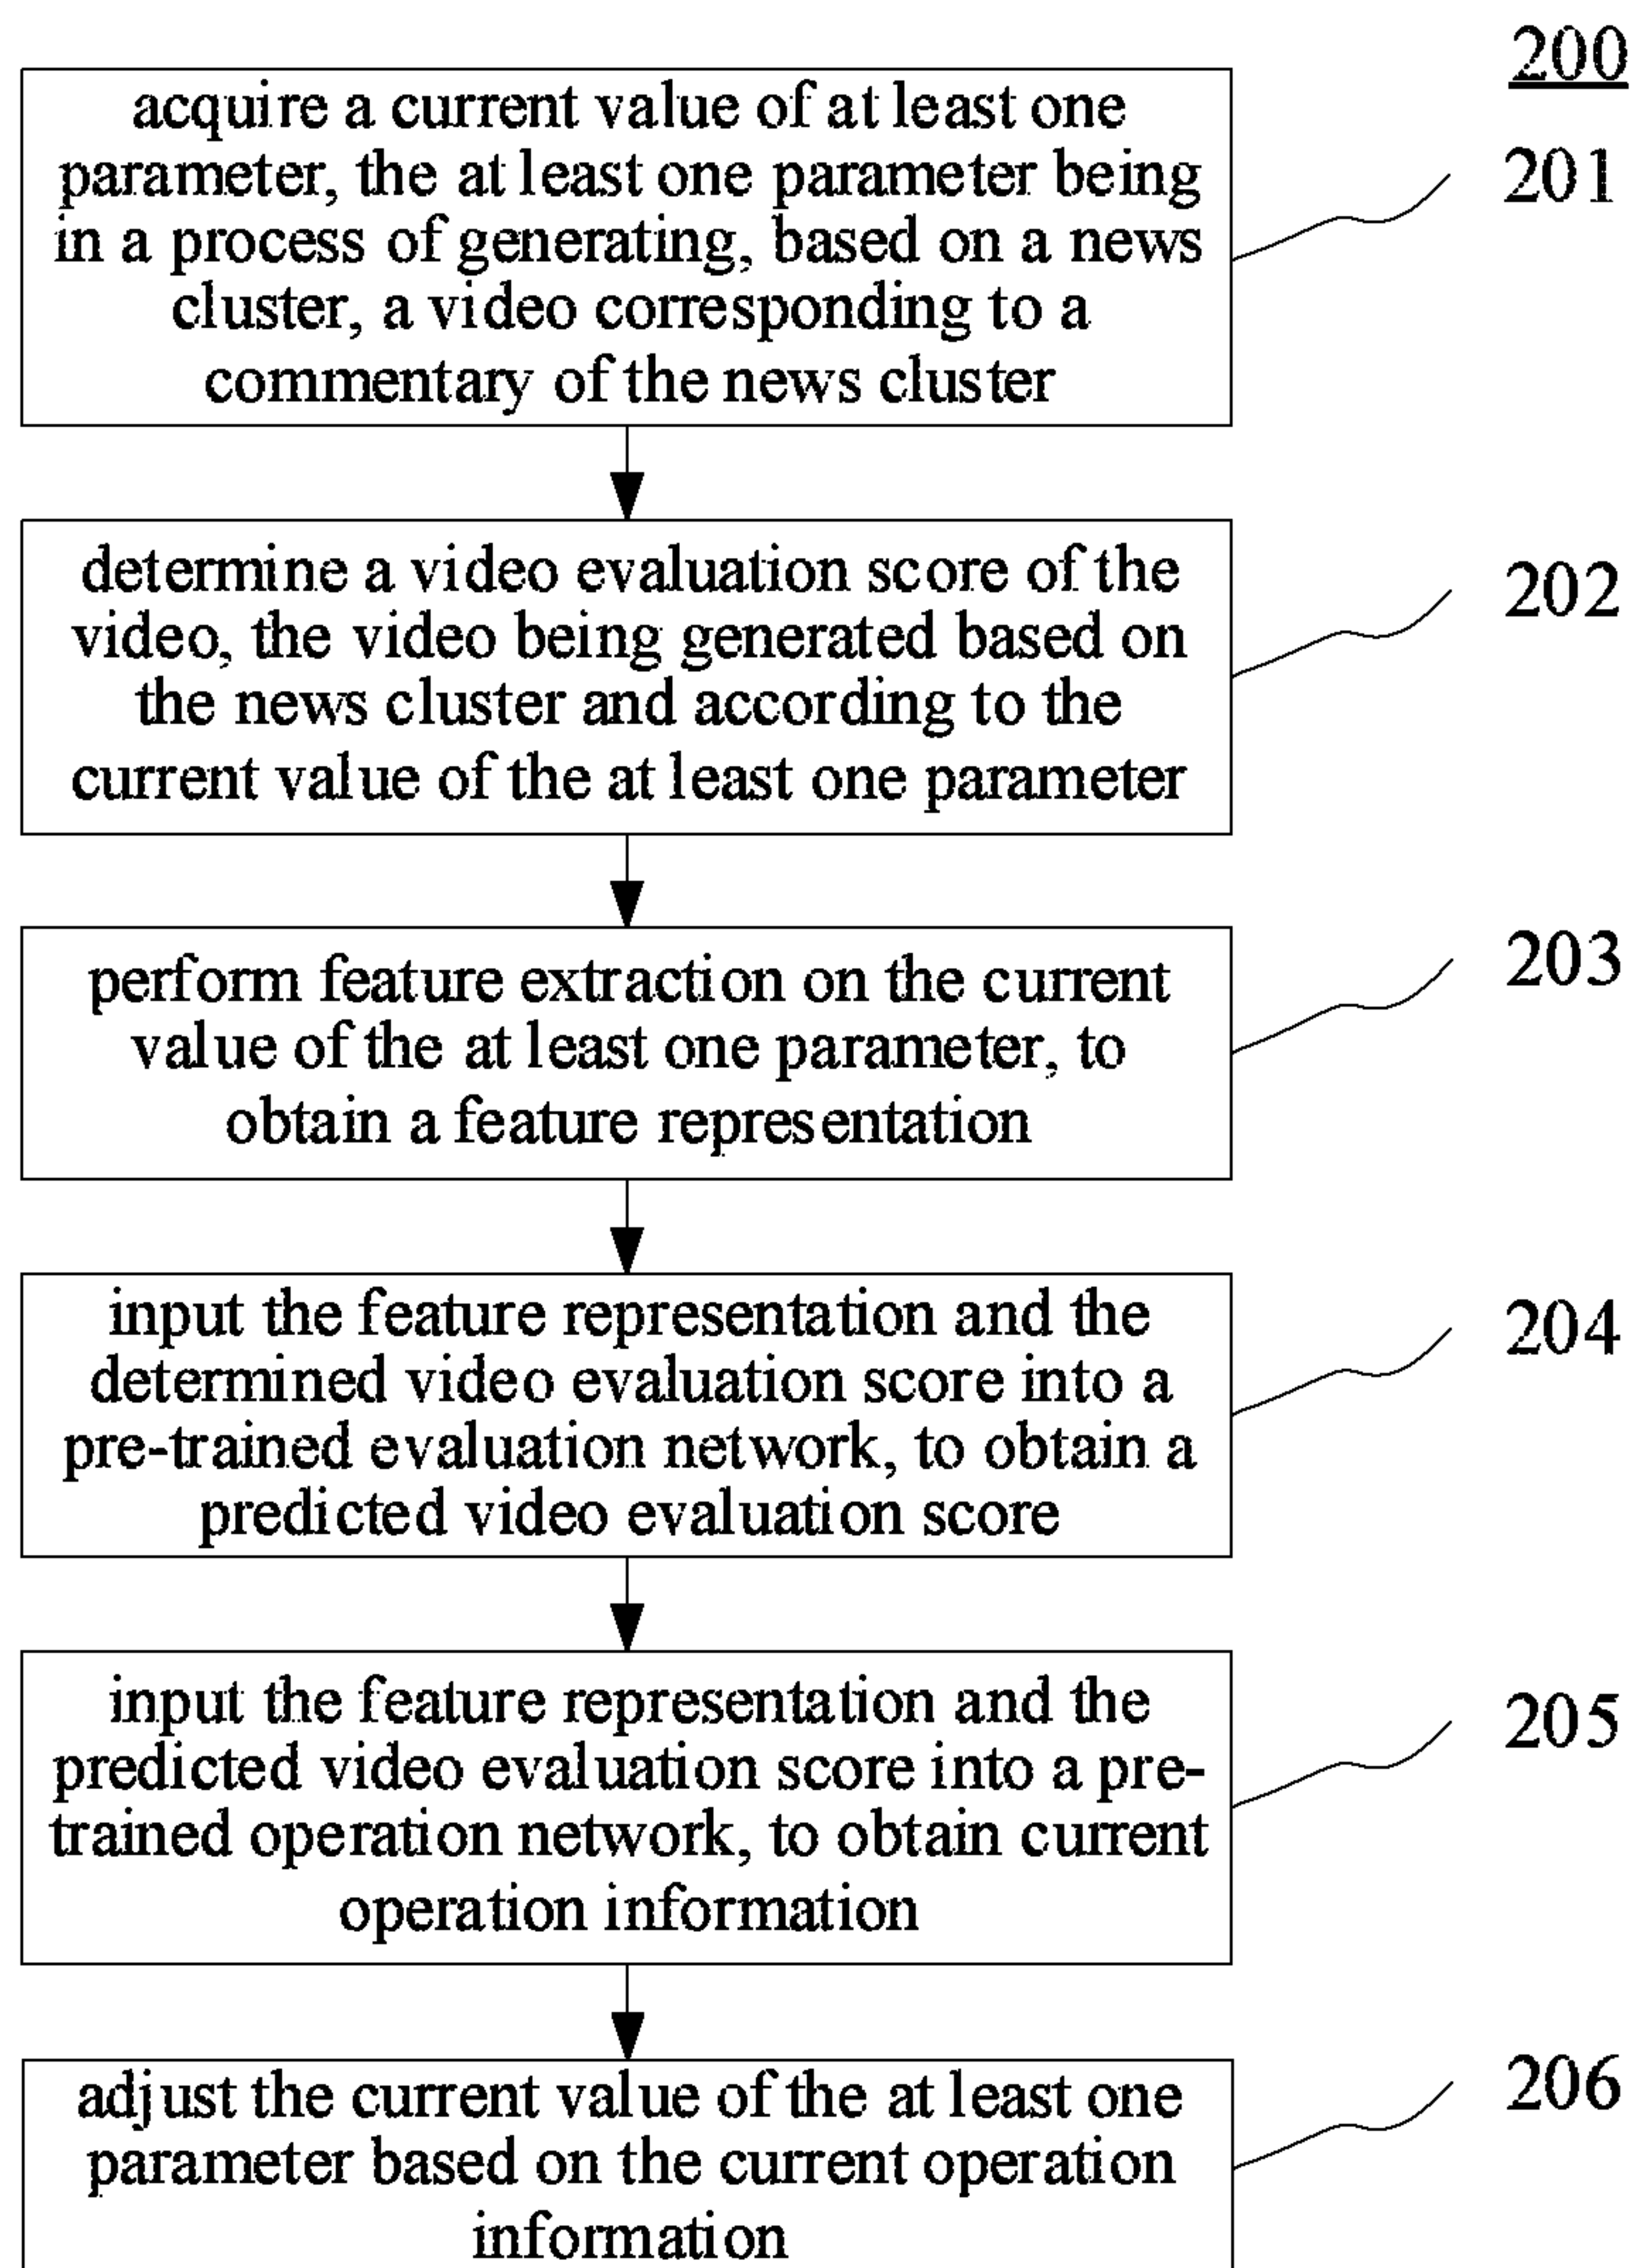 200
acquire a current value of at least one
parameter, the at least one parameter being
in a process of generating, based on a news
cluster, a video corresponding to a
commentary of the news cluster
201
determine a video evaluation score of the
video, the video being generated based on
the news cluster and according to the
current value of the at least one parameter
202
perform feature extraction on the current
value of the at least one parameter, to
obtain a feature representation
203
input the feature representation and the
determined video evaluation score into a
pre-trained evaluation network, to obtain a
predicted video evaluation score
204
input the feature representation and the
predicted video evaluation score into a pre-
trained operation network, to obtain current
operation information
205
adjust the current value of the at least one
parameter based on the current operation
information
206